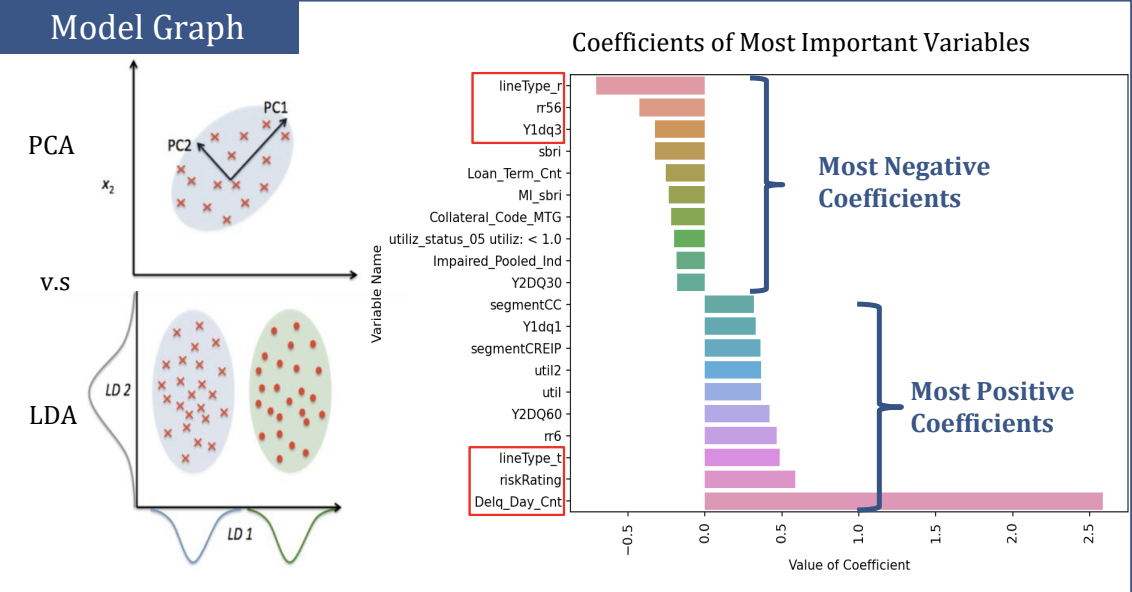 Model Graph
PCA
v.s
LDA
x2
PC1
PC2
LD 2
LD 1
Coefficients of Most Important Variables
Variable Name
lineType_r
rr56
Y1dq3
sbri
Loan_Term_Cnt
MI_sbri
Collateral_Code_MTG
utiliz_status_05 utiliz: < 1.0
Impaired_Pooled_Ind
Y2DQ30
segmentCC
Y1dq1
segmentCREIP
util2
util
Y2DQ60
rr6
lineType_t
riskRating
Delq_Day_Cnt
Most Negative
Coefficients
Most Positive
Coefficients
−0.5
0.0
0.5
1.0
1.5
2.0
2.5
Value of Coefficient